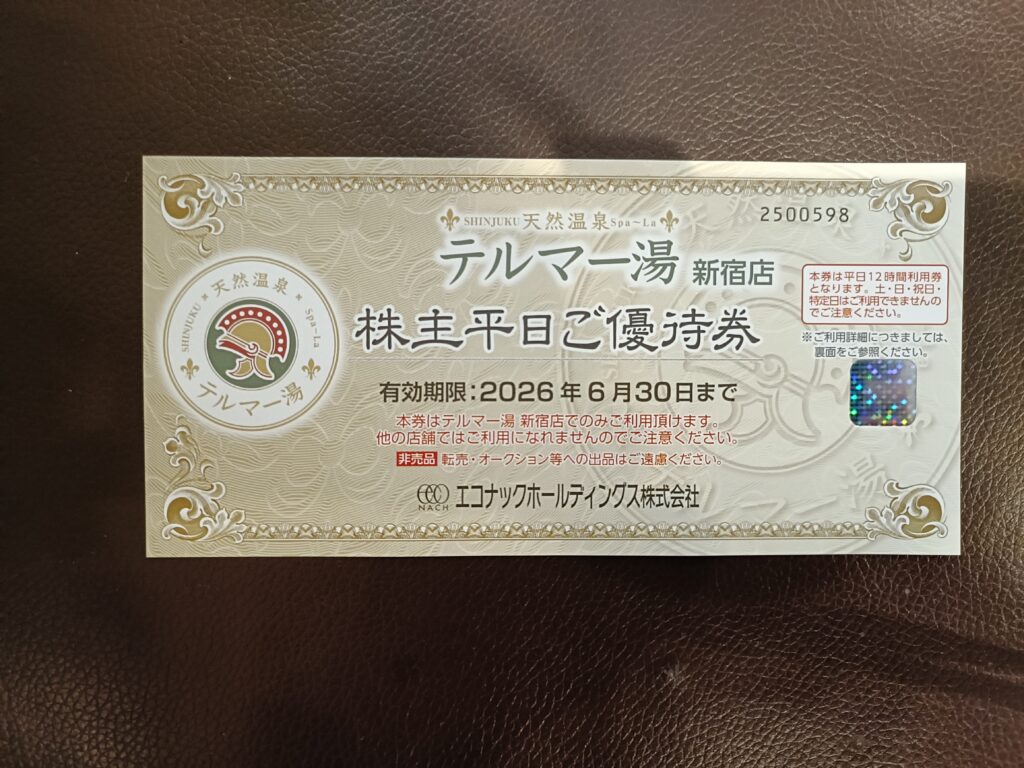 SHINJUKU 天然温泉 Spa～La
テルマー湯 新宿店
2500598
SHINJUKU 天然温泉 Spa～La
テルマー湯
株主平日ご優待券
本券は平日12時間利用券
となります。土・日・祝日・
特定日はご利用できませんの
でご注意ください。
※ご利用詳細につきましては、
裏面をご参照ください。
有効期限：2026年6月30日まで
本券はテルマー湯 新宿店でのみご利用頂けます。
他の店舗ではご利用になれませんのでご注意ください。
非売品 転売・オークション等への出品はご遠慮ください。
NACH エコナックホールディングス株式会社